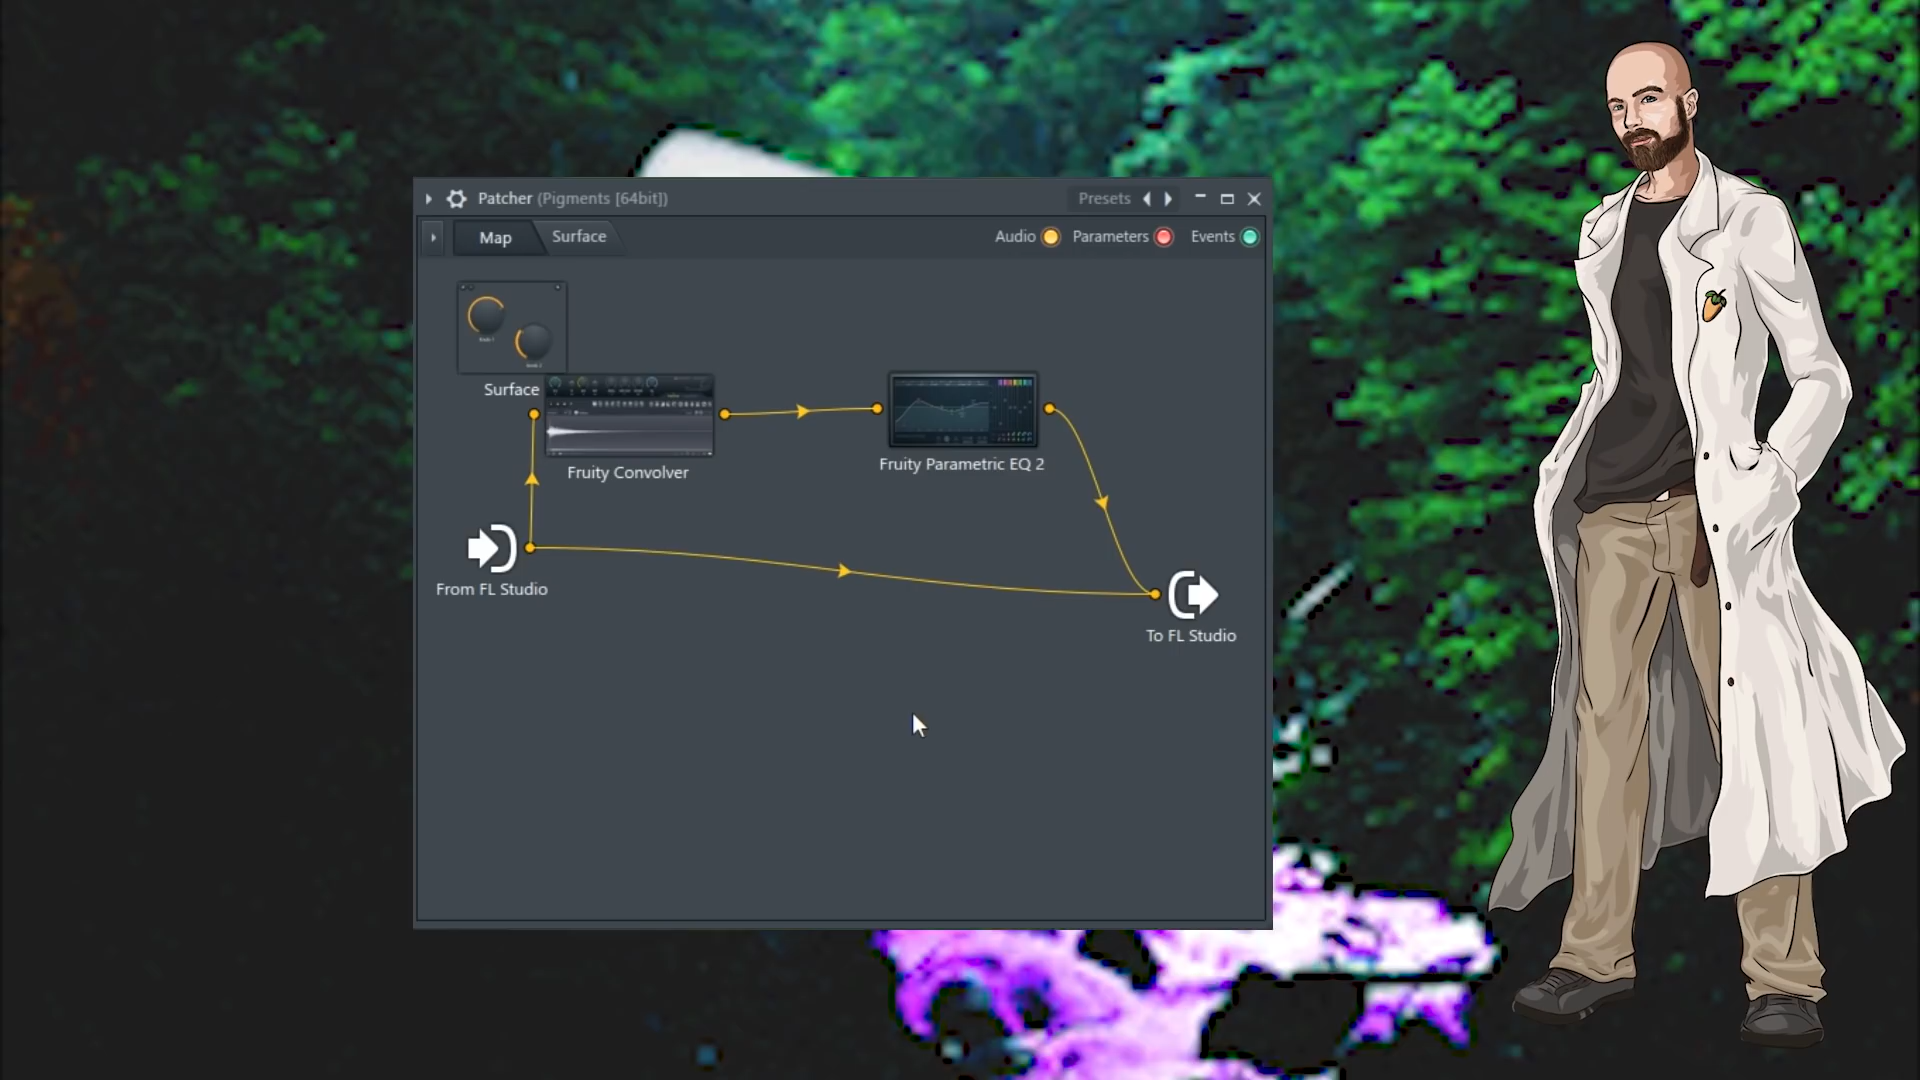 Patcher (Pigments [64bit])
Presets
Map
Surface
Audio
Parameters
Events
Surface
Fruity Convolver
Fruity Parametric EQ 2
From FL Studio
To FL Studio